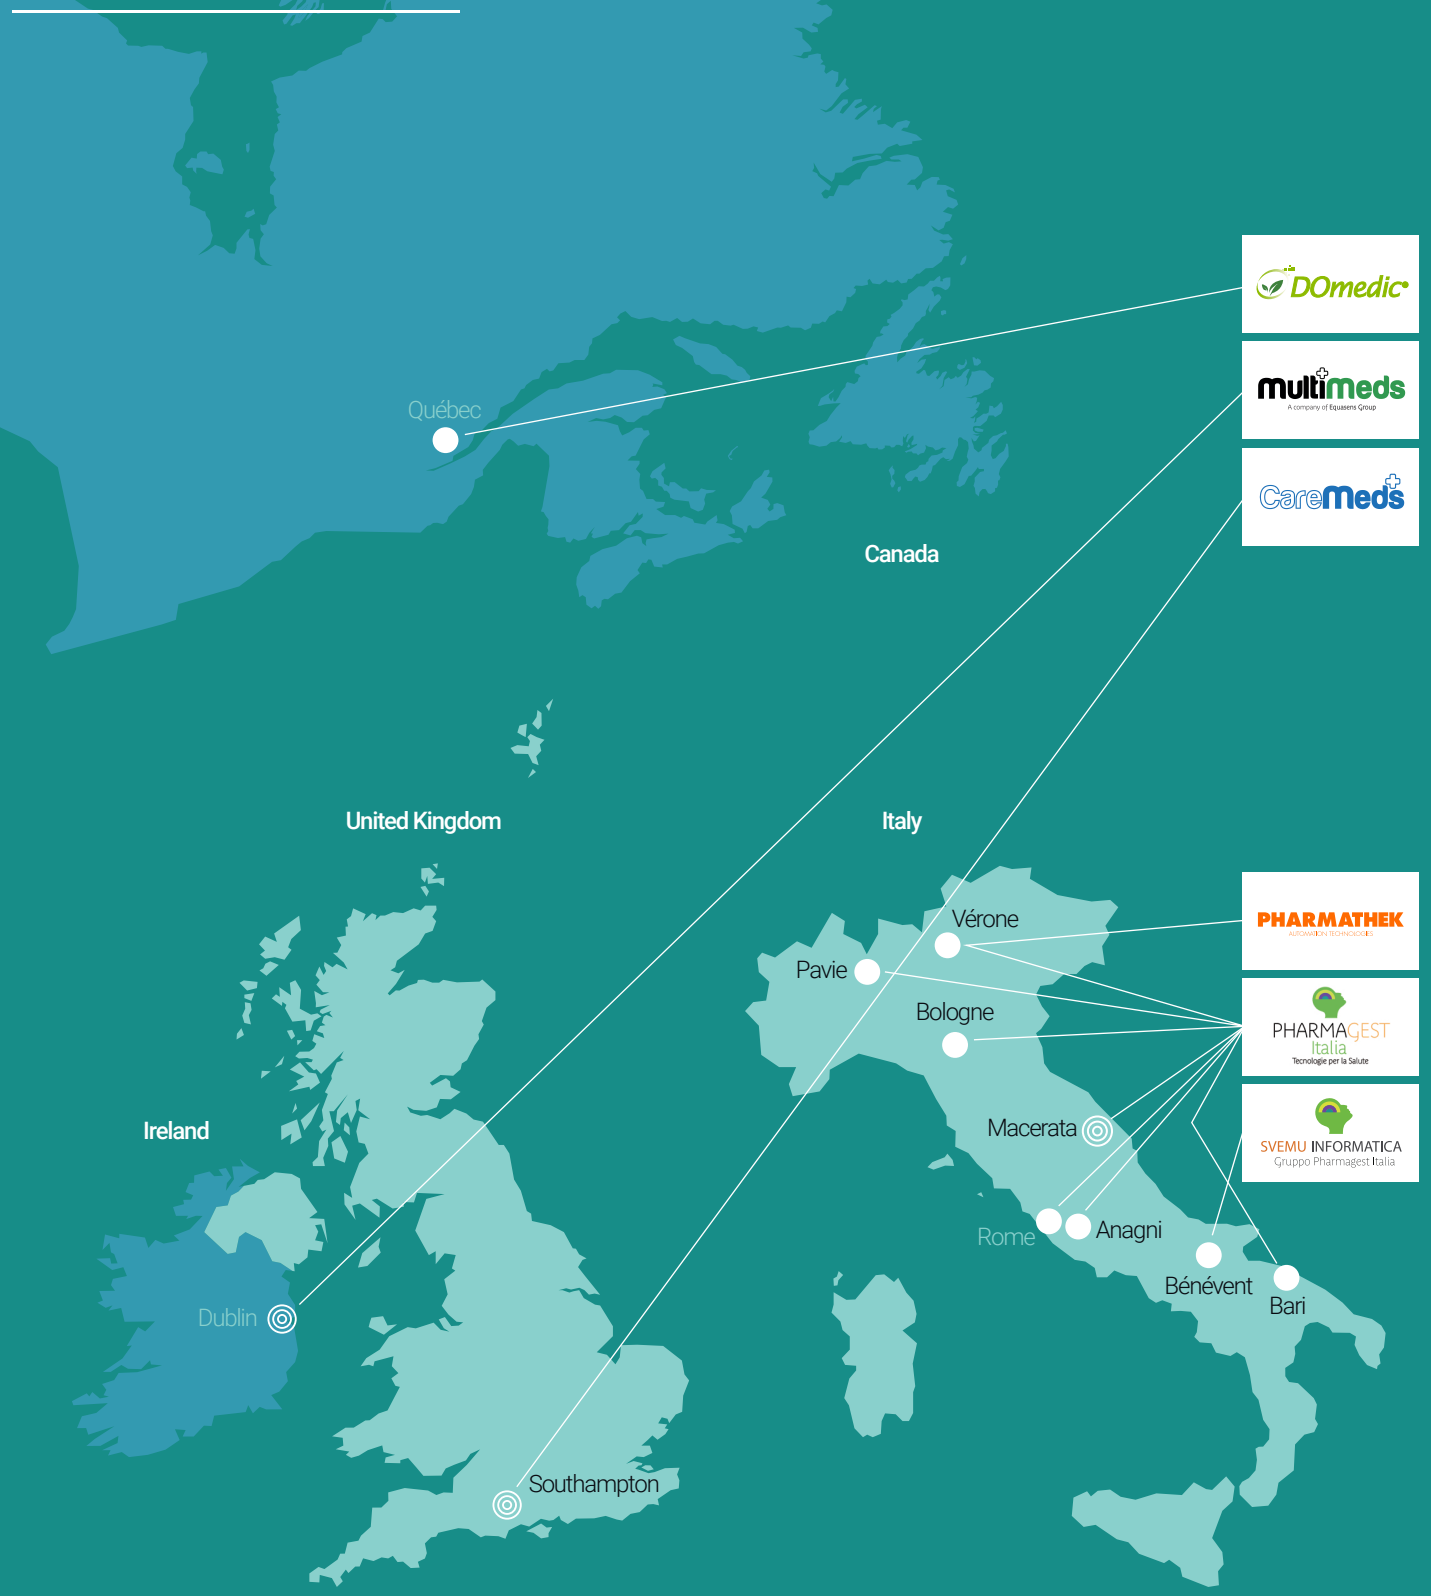 DOmedic
multimeds
A company of Equasens Group
Québec
CareMeds
Canada
United Kingdom
Italy
Vérone
PHARMATHEK
AUTOMATION TECHNOLOGIES
Pavie
Bologne
PHARMAGEST
Italia
Tecnologie per la Salute
Ireland
Macerata
SVEMU INFORMATICA
Gruppo Pharmagest Italia
Rome
Anagni
Bénévent
Bari
Dublin
Southampton